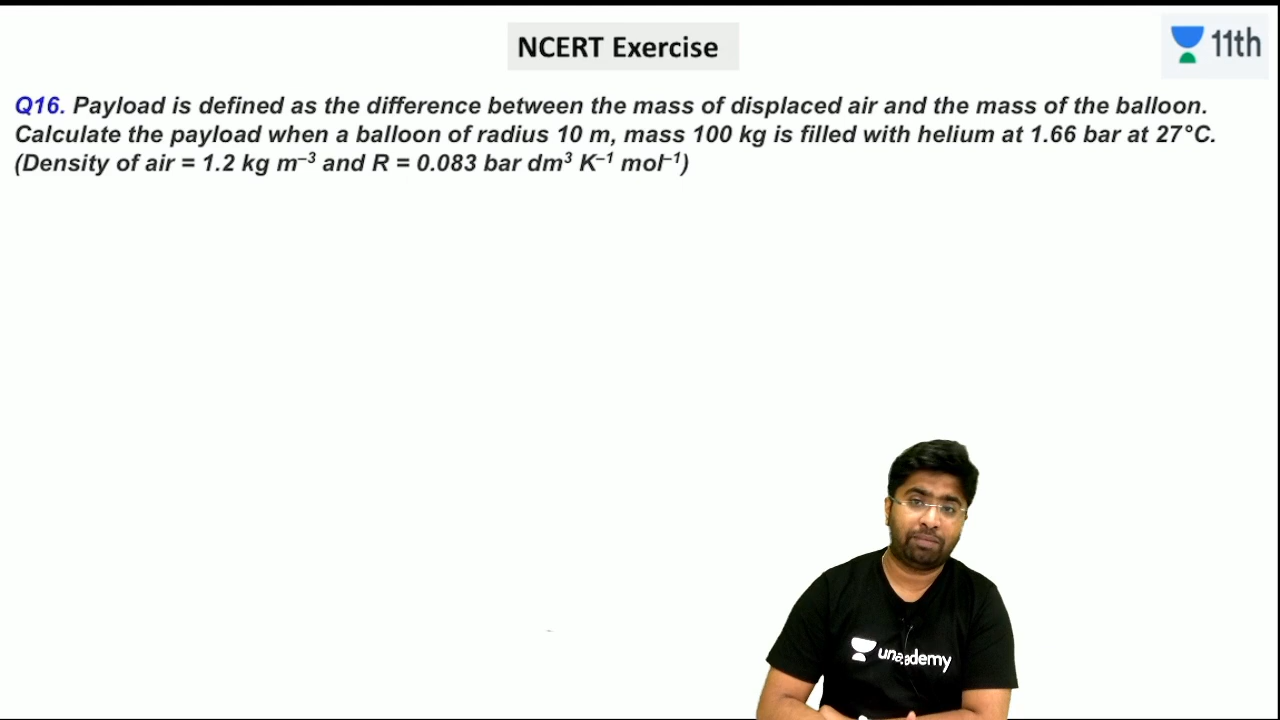 NCERT Exercise
11th
Q16. Payload is defined as the difference between the mass of displaced air and the mass of the balloon.
Calculate the payload when a balloon of radius 10 m, mass 100 kg is filled with helium at 1.66 bar at 27°C.
(Density of air = 1.2 kg m⁻³ and R = 0.083 bar dm³ K⁻¹ mol⁻¹)
unacademy